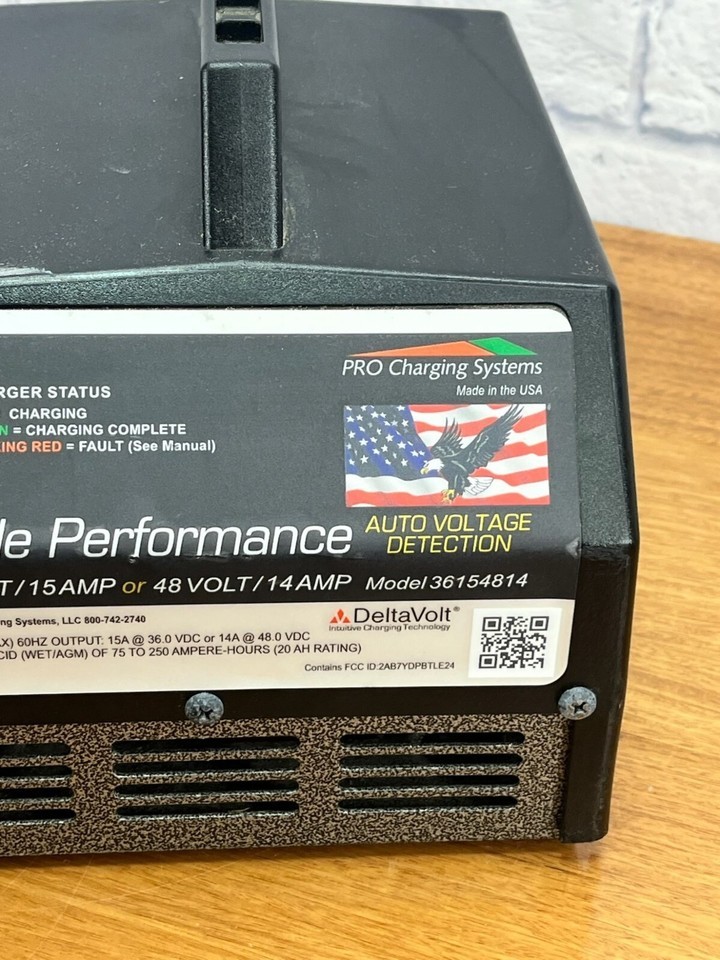 PRO Charging Systems
Made in the USA
RGER STATUS
CHARGING
N = CHARGING COMPLETE
ING RED = FAULT (See Manual)
le Performance
AUTO VOLTAGE
DETECTION
T/15AMP or 48 VOLT/14AMP Model 36154814
ng Systems, LLC 800-742-2740
DeltaVolt®
Intuitive Charging Technology
AX) 60HZ OUTPUT: 15A @ 36.0 VDC or 14A @ 48.0 VDC
CID (WET/AGM) OF 75 TO 250 AMPERE-HOURS (20 AH RATING)
Contains FCC ID:2AB7YDPBTLE24